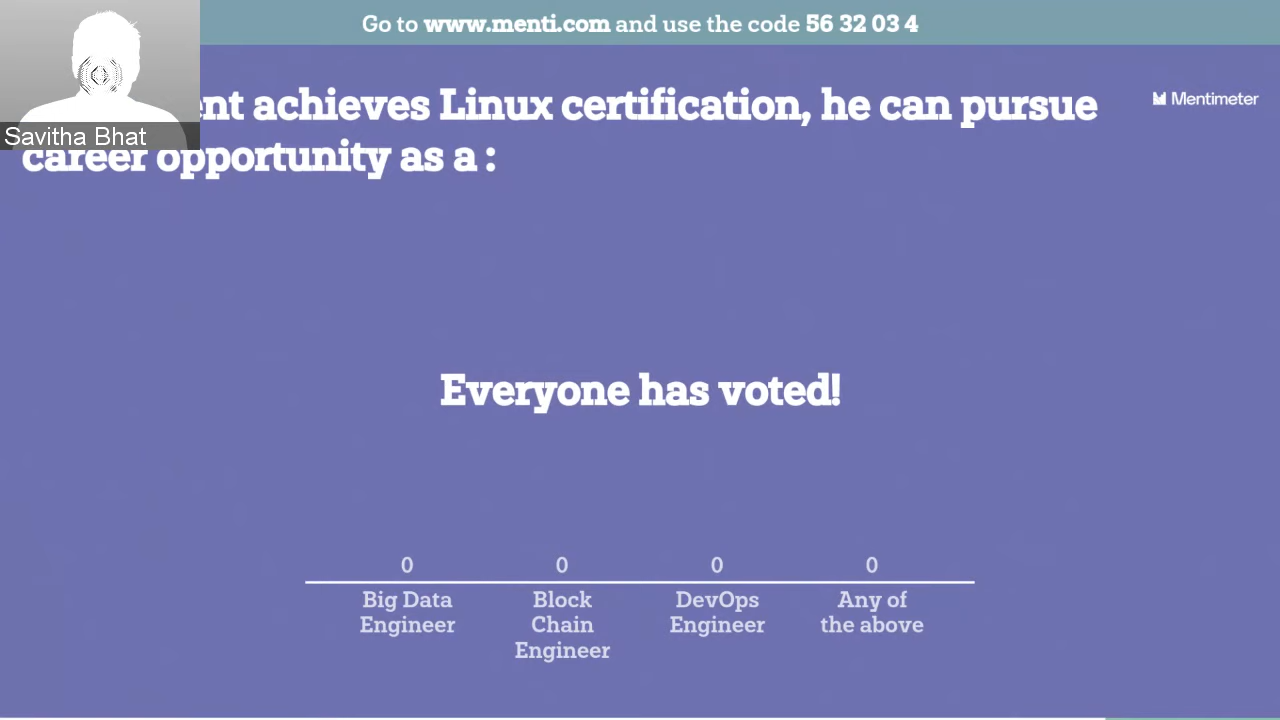 Go to www.menti.com and use the code 56 32 03 4
achieves Linux certification, he can pursue
career opportunity as a :
Mentimeter
Savitha Bhat
Everyone has voted!
0 0 0 0
Big Data Engineer
Block Chain Engineer
DevOps Engineer
Any of the above